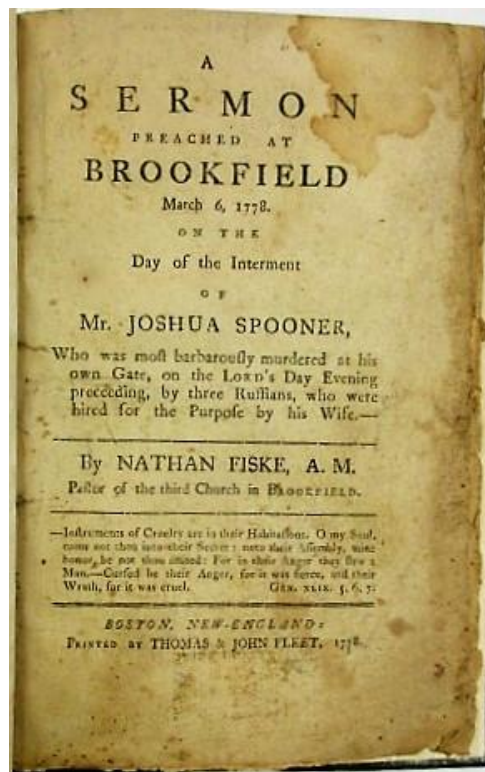 A
SERMON
PREACHED AT
BROOKFIELD
March 6, 1778.
ON THE
Day of the Interment
OF
Mr. JOSHUA SPOONER,
Who was moſt barbarouſly murdered at his
own Gate, on the LORD's Day Evening
preceeding, by three Ruffians, who were
hired for the Purpoſe by his Wife.—
By NATHAN FISKE, A. M.
Paſtor of the third Church in BROOKFIELD.
—Inſtruments of Cruelty are in their Habitations. O my Soul,
come not thou into their Secret: unto their Aſſembly, mine
honor, be not thou united: For in their Anger they ſlew a
Man.—Curſed be their Anger, for it was fierce, and their
Wrath, for it was cruel. GEN. XLIX. 5, 6, 7.
BOSTON, NEW-ENGLAND:
PRINTED BY THOMAS & JOHN FLEET, 1778.